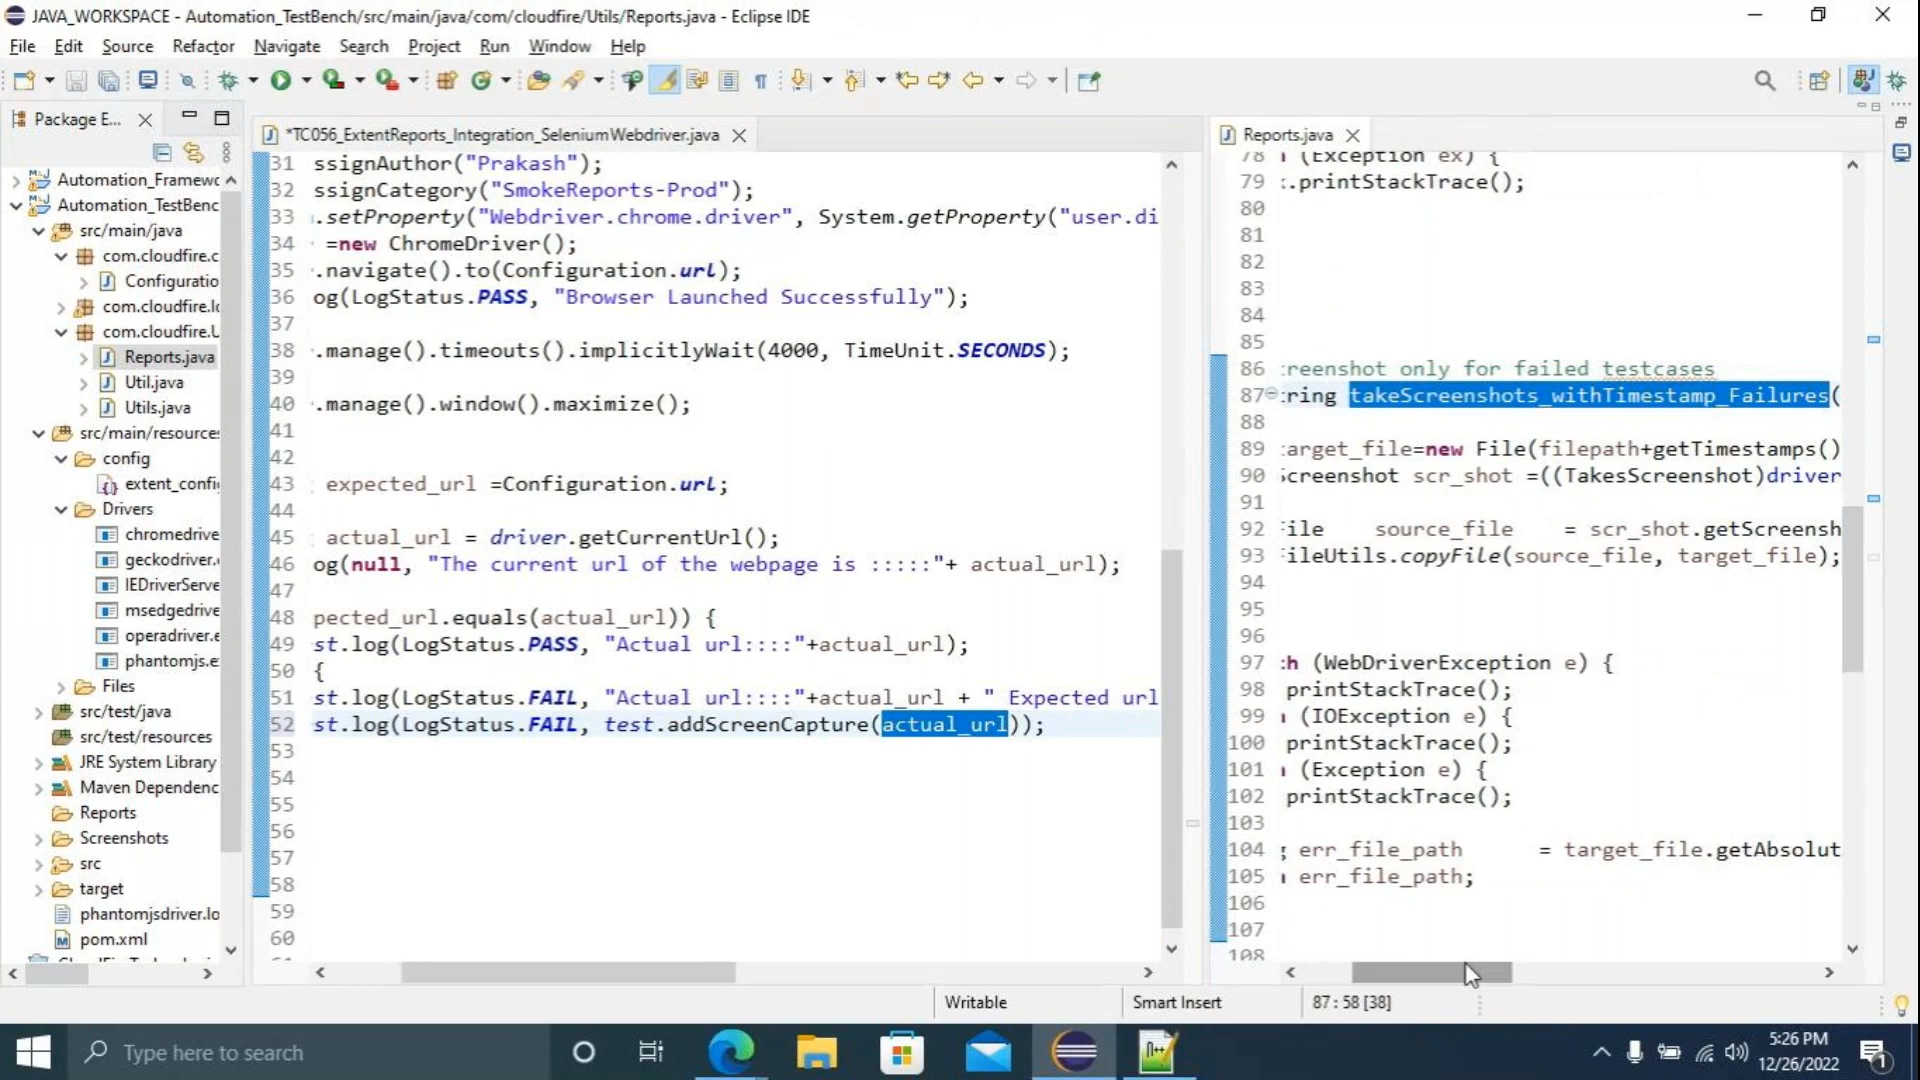 JAVA_WORKSPACE - Automation_TestBench/src/main/java/com/cloudfire/Utils/Reports.java - Eclipse IDE
File Edit Source Refactor Navigate Search Project Run Window Help
Package E...
Automation_Framewo
Automation_TestBenc
src/main/java
com.cloudfire.c
Configuratio
com.cloudfire.lo
com.cloudfire.U
Reports.java
Util.java
Utils.java
src/main/resources
config
extent_config
Drivers
chromedrive
geckodriver.
IEDriverServe
msedgedrive
operadriver.e
phantomjs.e
Files
src/test/java
src/test/resources
JRE System Library
Maven Dependenc
Reports
Screenshots
src
target
phantomjsdriver.lo
pom.xml
*TC056_ExtentReports_Integration_SeleniumWebdriver.java
31 ssignAuthor("Prakash");
32 ssignCategory("SmokeReports-Prod");
33 .setProperty("Webdriver.chrome.driver", System.getProperty("user.di
34 =new ChromeDriver();
35 .navigate().to(Configuration.url);
36 og(LogStatus.PASS, "Browser Launched Successfully");
37
38 .manage().timeouts().implicitlyWait(4000, TimeUnit.SECONDS);
39
40 .manage().window().maximize();
41
42
43 expected_url =Configuration.url;
44
45 actual_url = driver.getCurrentUrl();
46 og(null, "The current url of the webpage is :::::"+ actual_url);
47
48 pected_url.equals(actual_url)) {
49 st.log(LogStatus.PASS, "Actual url::::"+actual_url);
50 {
51 st.log(LogStatus.FAIL, "Actual url::::"+actual_url + " Expected url
52 st.log(LogStatus.FAIL, test.addScreenCapture(actual_url));
53
54
55
56
57
58
59
60
Reports.java
78 (Exception ex) {
79 .printStackTrace();
80
81
82
83
84
85
86 reenshot only for failed testcases
87 ring takeScreenshots_withTimestamp_Failures(
88
89 target_file=new File(filepath+getTimestamps()
90 creenshot scr_shot =((TakesScreenshot)driver
91
92 File source_file = scr_shot.getScreensh
93 FileUtils.copyFile(source_file, target_file);
94
95
96
97 h (WebDriverException e) {
98 printStackTrace();
99 (IOException e) {
100 printStackTrace();
101 (Exception e) {
102 printStackTrace();
103
104 err_file_path = target_file.getAbsolut
105 err_file_path;
106
107
108
Writable Smart Insert 87 : 58 [38]
Type here to search
N++
5:26 PM
12/26/2022
1